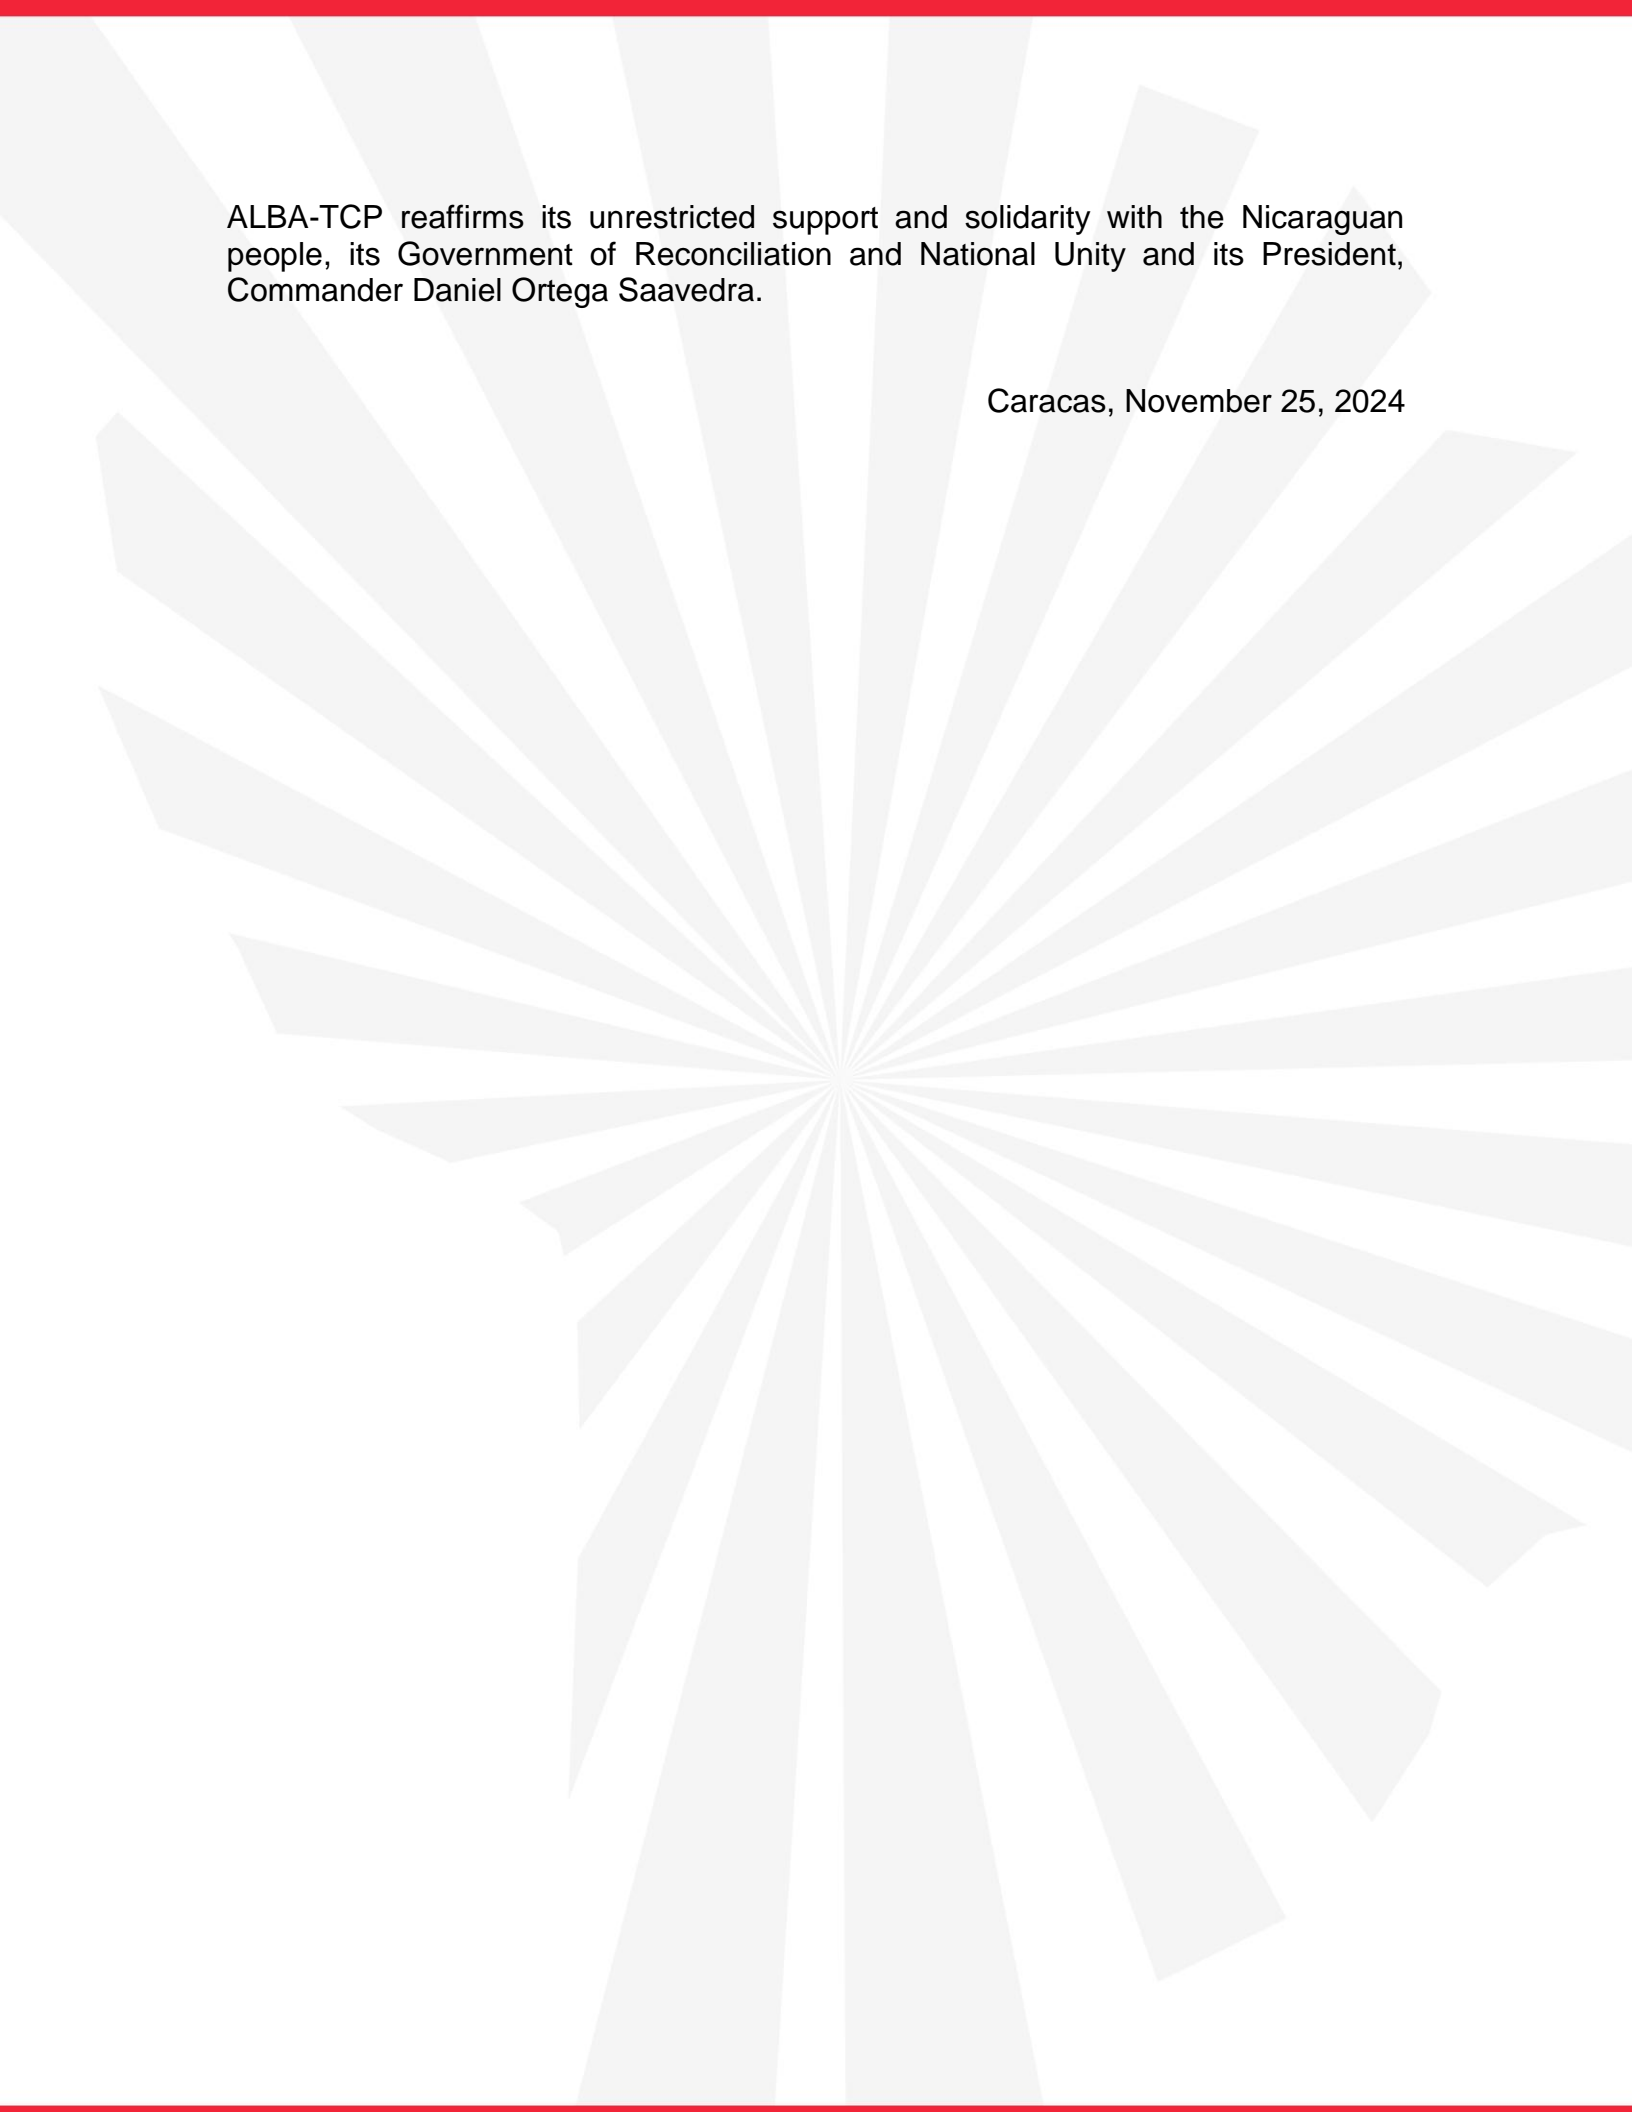 ALBA-TCP reaffirms its unrestricted support and solidarity with the Nicaraguan
people, its Government of Reconciliation and National Unity and its President,
Commander Daniel Ortega Saavedra.
Caracas, November 25, 2024